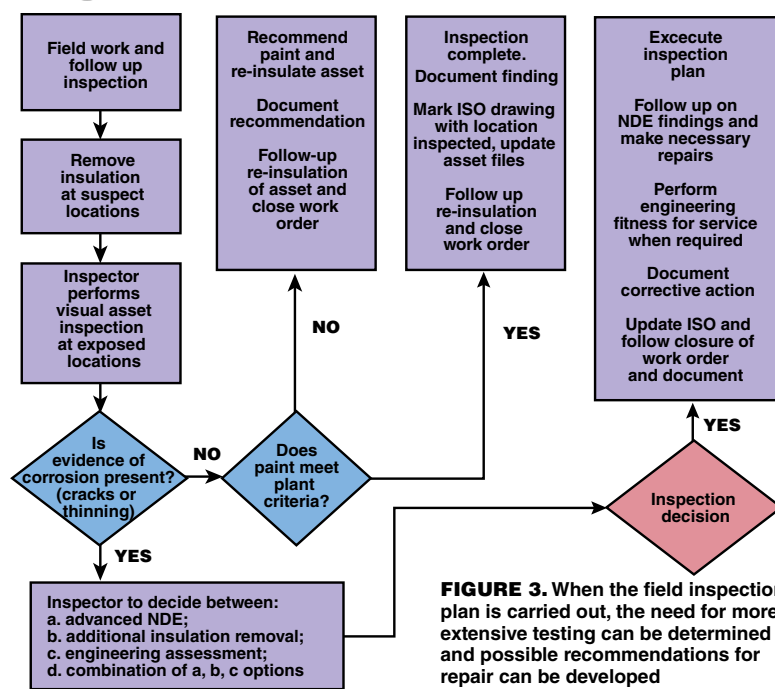 Field work and
follow up
inspection
Remove
insulation
at suspect
locations
Inspector
performs
visual asset
inspection
at exposed
locations
Is
evidence of
corrosion present?
(cracks or
thinning)
NO
YES
Does
paint meet
plant
criteria?
NO
YES
Recommend
paint and
re-insulate asset
Document
recommendation
Follow-up
re-insulation
of asset and
close work
order
Inspection
complete.
Document finding
Mark ISO drawing
with location
inspected, update
asset files
Follow up
re-insulation
and close
work order
Inspector to decide between:
a. advanced NDE;
b. additional insulation removal;
c. engineering assessment;
d. combination of a, b, c options
Inspection
decision
YES
Excecute
inspection
plan
Follow up on
NDE findings and
make necessary
repairs
Perform
engineering
fitness for service
when required
Document
corrective action
Update ISO and
follow closure of
work order
and document
FIGURE 3. When the field inspection
plan is carried out, the need for more
extensive testing can be determined
and possible recommendations for
repair can be developed